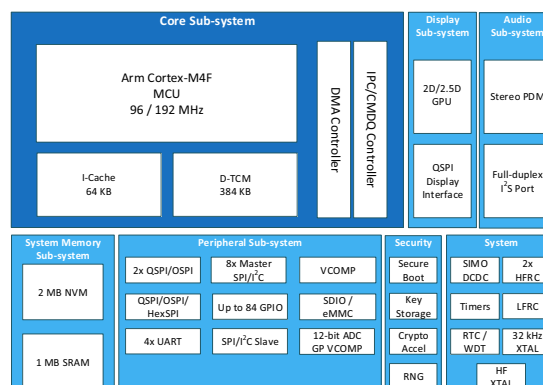 Core Sub-system
Arm Cortex-M4F
MCU
96 / 192 MHz
I-Cache
64 KB
D-TCM
384 KB
DMA Controller
IPC/CMDQ Controller
Display
Sub-system
2D/2.5D
GPU
QSPI
Display
Interface
Audio
Sub-system
Stereo PDM
Full-duplex
I²S Port
System Memory
Sub-system
2 MB NVM
1 MB SRAM
Peripheral Sub-system
2x QSPI/OSPI
8x Master
SPI/I²C
VCOMP
QSPI/OSPI/
HexSPI
Up to 84 GPIO
SDIO /
eMMC
4x UART
SPI/I²C Slave
12-bit ADC
GP VCOMP
Security
Secure
Boot
Key
Storage
Crypto
Accel
RNG
System
SIMO
DCDC
2x
HFRC
Timers
LFRC
RTC /
WDT
32 kHz
XTAL
HF
XTAL